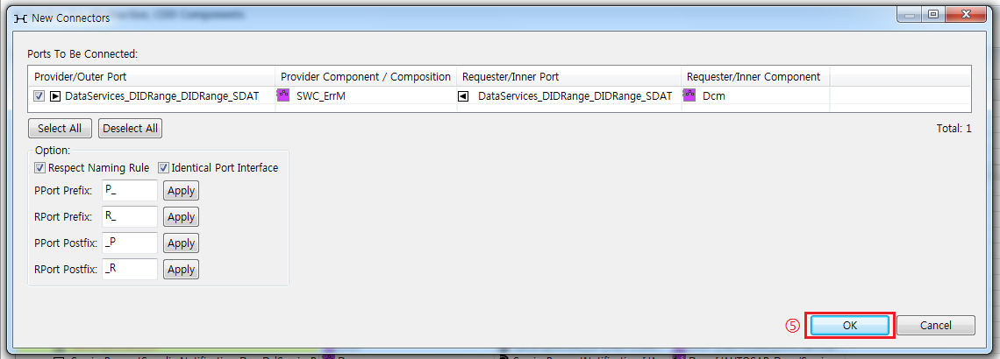 New Connectors
Ports To Be Connected:
Provider/Outer Port Provider Component / Composition Requester/Inner Port Requester/Inner Component
DataServices_DIDRange_DIDRange_SDAT SWC_ErrM DataServices_DIDRange_DIDRange_SDAT Dcm
Select All Deselect All Total: 1
Option:
Respect Naming Rule Identical Port Interface
PPort Prefix: P_ Apply
RPort Prefix: R_ Apply
PPort Postfix: _P Apply
RPort Postfix: _R Apply
⑤ OK Cancel